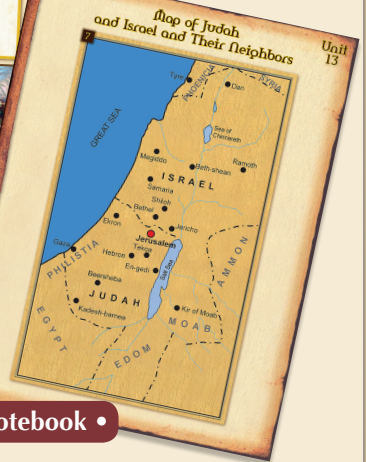 Map of Judah
and Israel and Their Neighbors
Unit
13
7
Tyre
PHOENICIA
SYRIA
Dan
GREAT SEA
Sea of
Chinnereth
Megiddo
Beth-shean
Ramoth
ISRAEL
Samaria
Shiloh
Bethel
Ekron
Jericho
Jerusalem
Gaza
Tekoa
Hebron
AMMON
PHILISTIA
En-gedi
Salt Sea
Beersheba
JUDAH
Kadesh-barnea
Kir of Moab
MOAB
EGYPT
EDOM
otebook •